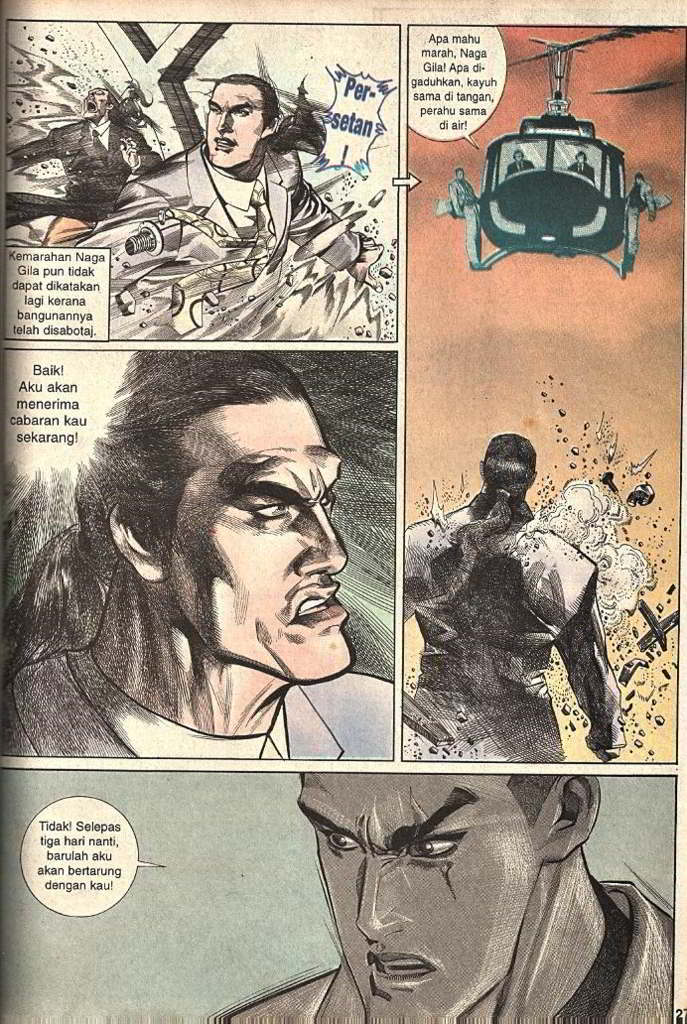 Per-
setan
!
Kemarahan Naga
Gila pun tidak
dapat dikatakan
lagi kerana
bangunannya
telah disabotaj.
Apa mahu
marah, Naga
Gila! Apa di-
gaduhkan, kayuh
sama di tangan,
perahu sama
di air!
Baik!
Aku akan
menerima
cabaran kau
sekarang!
Tidak! Selepas
tiga hari nanti,
barulah aku
akan bertarung
dengan kau!